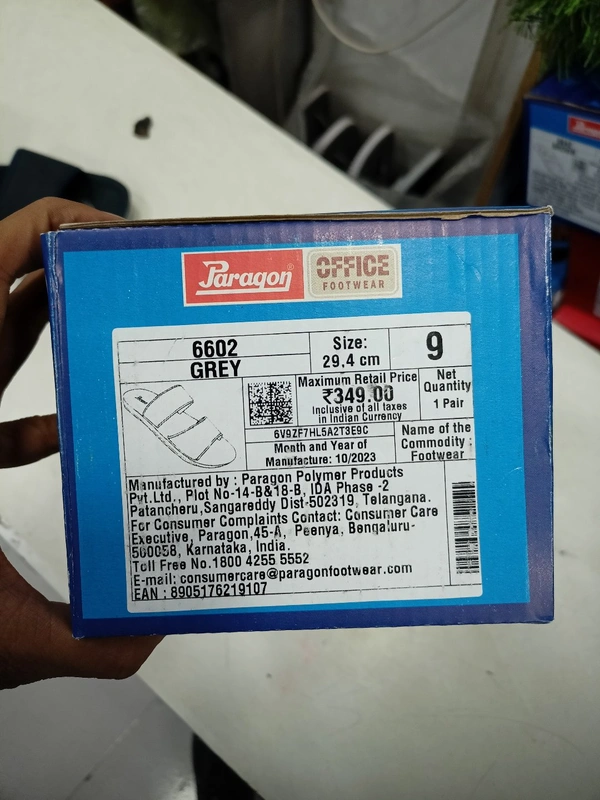 Paragon®
OFFICE
FOOTWEAR
6602
GREY
Size:
29.4 cm
9
Maximum Retail Price
₹349.00
Inclusive of all taxes
in Indian Currency
Net
Quantity
1 Pair
6V9ZF7HL5A2T3E9C
Month and Year of
Manufacture: 10/2023
Name of the
Commodity :
Footwear
Manufactured by : Paragon Polymer Products
Pvt.Ltd., Plot No-14-B&18-B, IDA Phase -2
Patancheru,Sangareddy Dist-502319, Telangana.
For Consumer Complaints Contact: Consumer Care
Executive, Paragon,45-A, Peenya, Bengaluru-
560058, Karnataka, India.
Toll Free No.1800 4255 5552
E-mail: consumercare@paragonfootwear.com
EAN : 8905176219107
Paragon